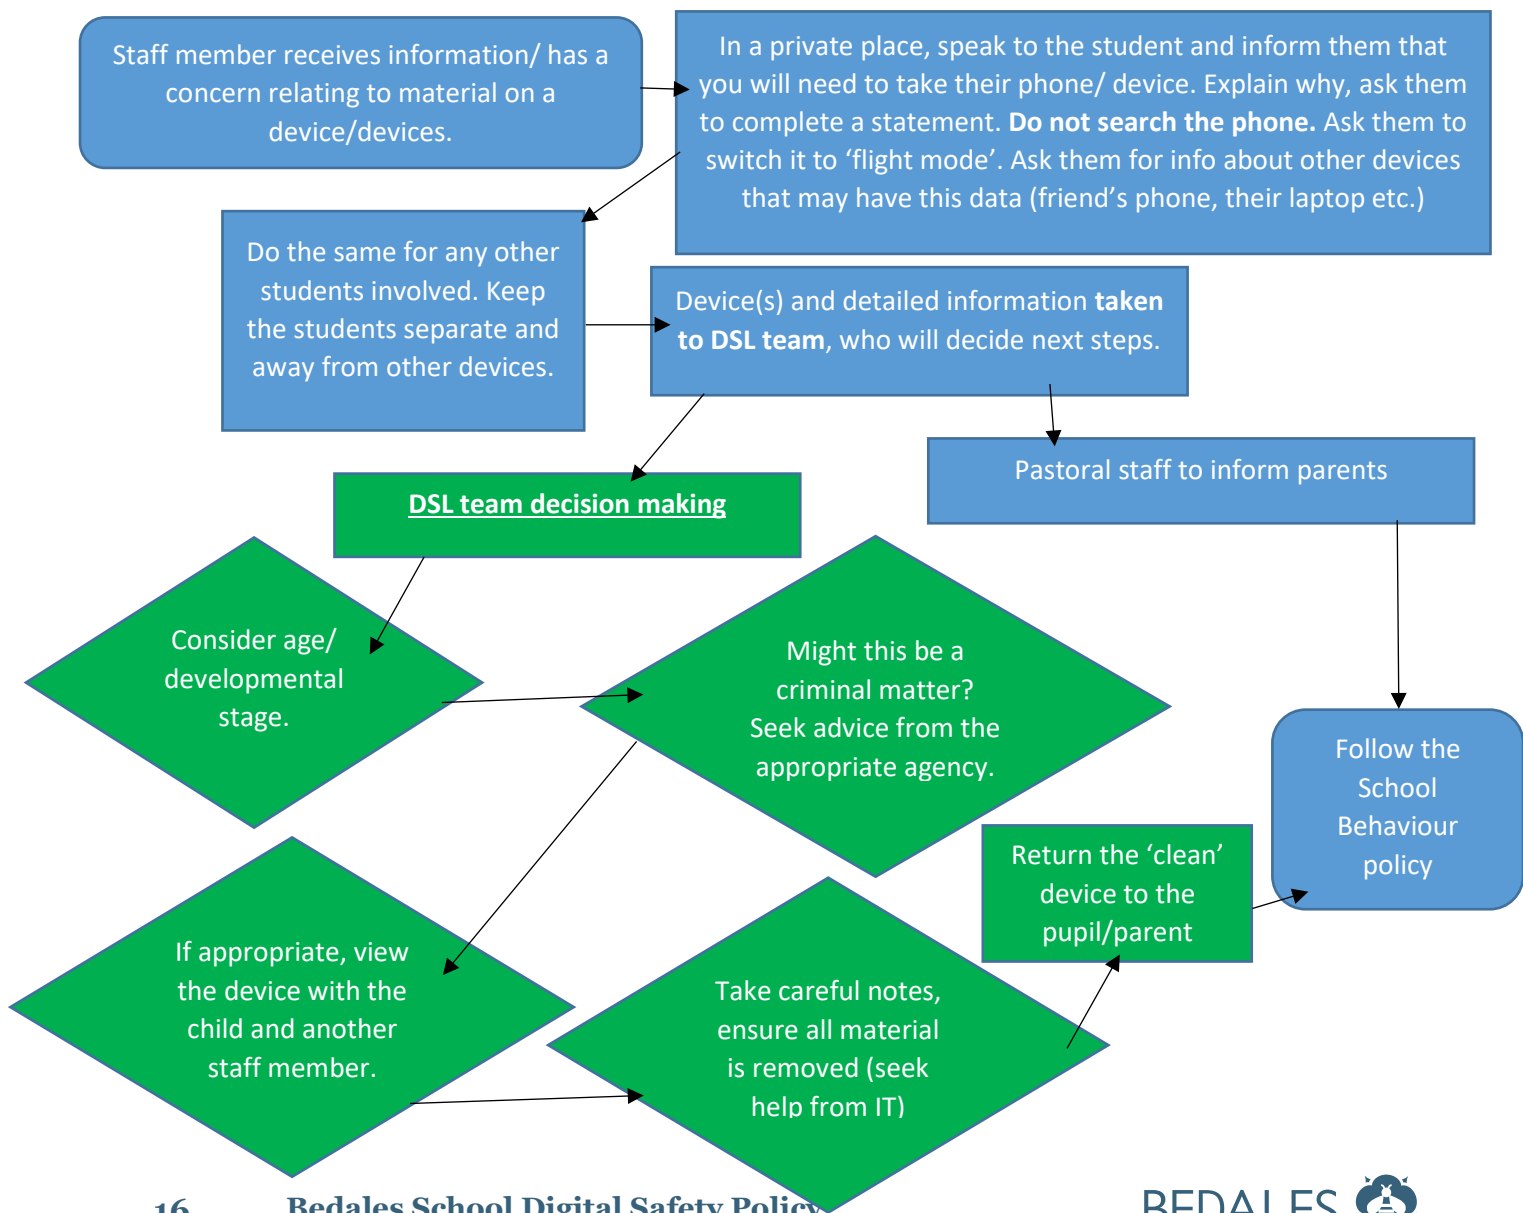 Staff member receives information/ has a
concern relating to material on a
device/devices.
In a private place, speak to the student and inform them that
you will need to take their phone/ device. Explain why, ask them
to complete a statement. Do not search the phone. Ask them to
switch it to ‘flight mode’. Ask them for info about other devices
that may have this data (friend’s phone, their laptop etc.)
Do the same for any other
students involved. Keep
the students separate and
away from other devices.
Device(s) and detailed information taken
to DSL team, who will decide next steps.
Pastoral staff to inform parents
DSL team decision making
Consider age/
developmental
stage.
Might this be a
criminal matter?
Seek advice from the
appropriate agency.
Follow the
School
Behaviour
policy
If appropriate, view
the device with the
child and another
staff member.
Take careful notes,
ensure all material
is removed (seek
help from IT)
Return the ‘clean’
device to the
pupil/parent
16 Bedales School Digital Safety Policy
BEDALES